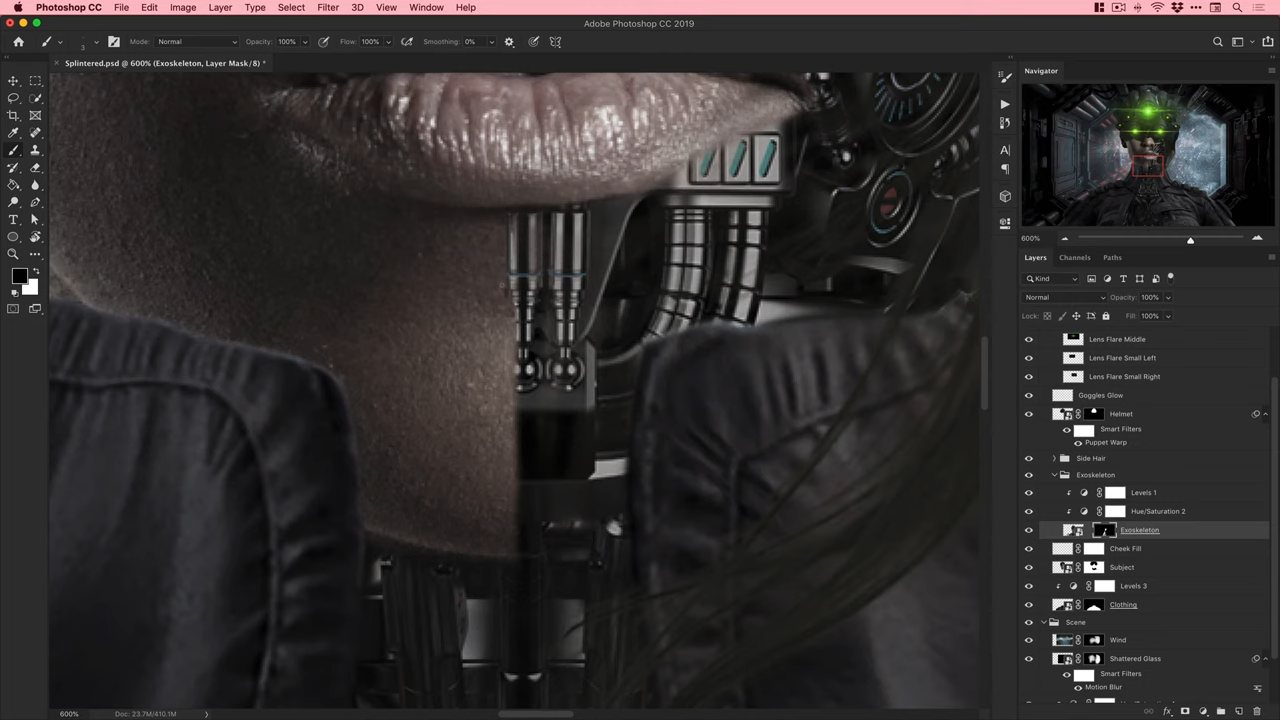 Photoshop CC File Edit Image Layer Type Select Filter 3D View Window Help
Adobe Photoshop CC 2019
Mode: Normal Opacity: 100% Flow: 100% Smoothing: 0%
3
Splintered.psd @ 600% (Exoskeleton, Layer Mask/8) *
Navigator
600%
Layers Channels Paths
Kind
Normal Opacity: 100%
Lock: Fill: 100%
Lens Flare Middle
Lens Flare Small Left
Lens Flare Small Right
Goggles Glow
Helmet
Smart Filters
Puppet Warp
Side Hair
Exoskeleton
Levels 1
Hue/Saturation 2
Exoskeleton
Cheek Fill
Subject
Levels 3
Clothing
Scene
Wind
Shattered Glass
Smart Filters
Motion Blur
600% Doc: 23.7M/410.1M